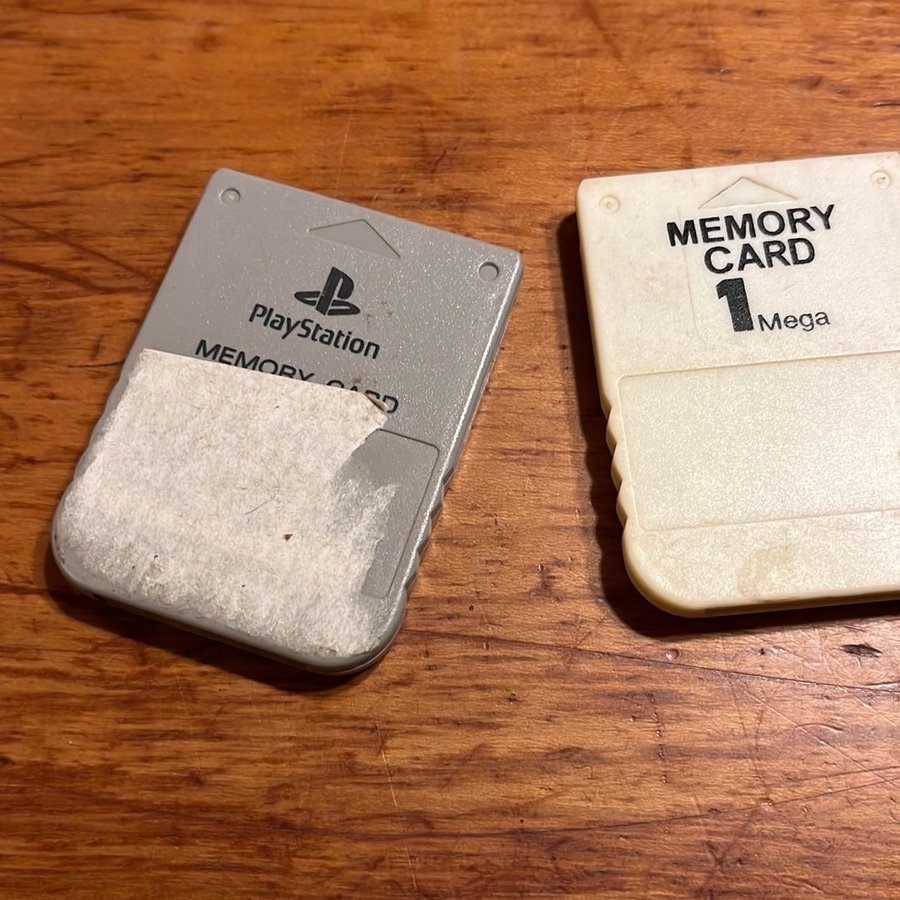 PlayStation
MEMORY CARD
MEMORY
CARD
1 Mega